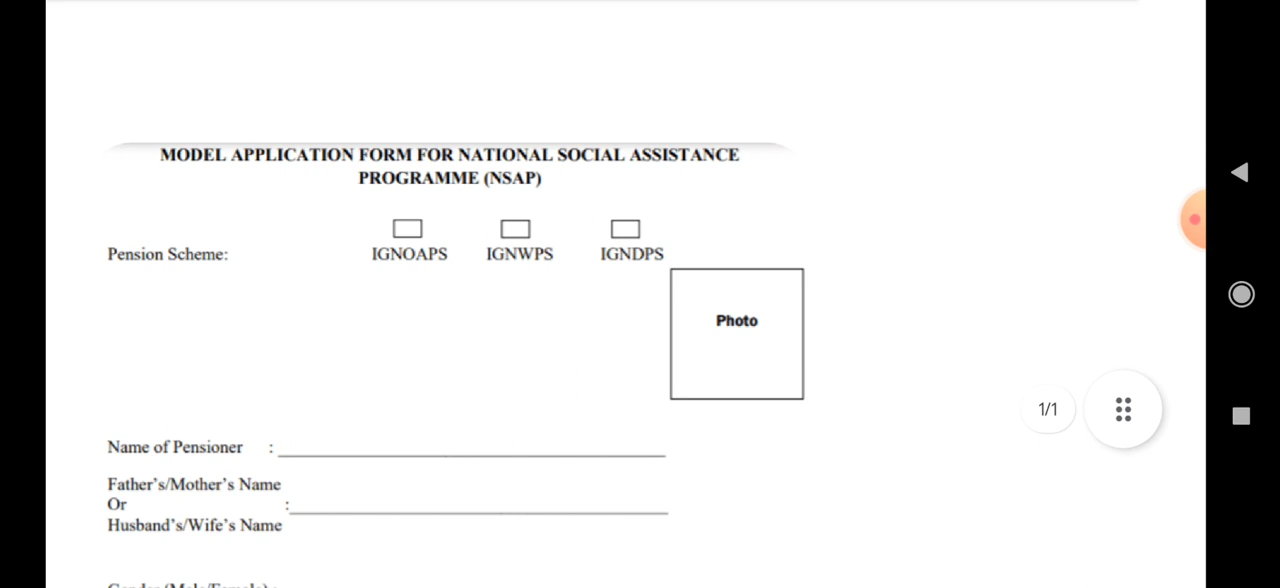 MODEL APPLICATION FORM FOR NATIONAL SOCIAL ASSISTANCE
PROGRAMME (NSAP)
IGNOAPS IGNWPS IGNDPS
Pension Scheme:
Photo
1/1
Name of Pensioner :
Father's/Mother's Name
Or :
Husband's/Wife's Name